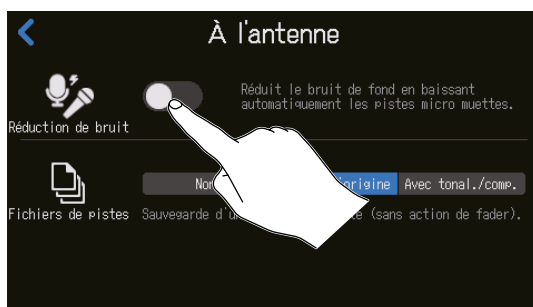 À l'antenne
Réduit le bruit de fond en baissant
automatiquement les pistes micro muettes.
Réduction de bruit
Avec tonal./comp.
Fichiers de pistes
Sauvegarde (sans action de fader).